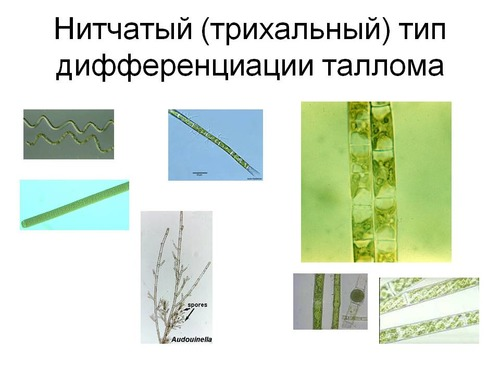 Нитчатый (трихальный) тип
дифференциации таллома
spores
Audouinella